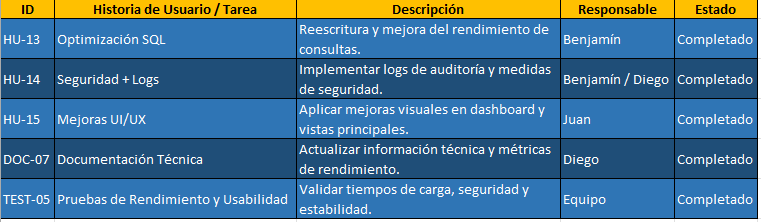 ID Historia de Usuario / Tarea Descripción Responsable Estado
HU-13 Optimización SQL Reescritura y mejora del rendimiento de consultas. Benjamín Completado
HU-14 Seguridad + Logs Implementar logs de auditoría y medidas de seguridad. Benjamín / Diego Completado
HU-15 Mejoras UI/UX Aplicar mejoras visuales en dashboard y vistas principales. Juan Completado
DOC-07 Documentación Técnica Actualizar información técnica y métricas de rendimiento. Diego Completado
TEST-05 Pruebas de Rendimiento y Usabilidad Validar tiempos de carga, seguridad y estabilidad. Equipo Completado